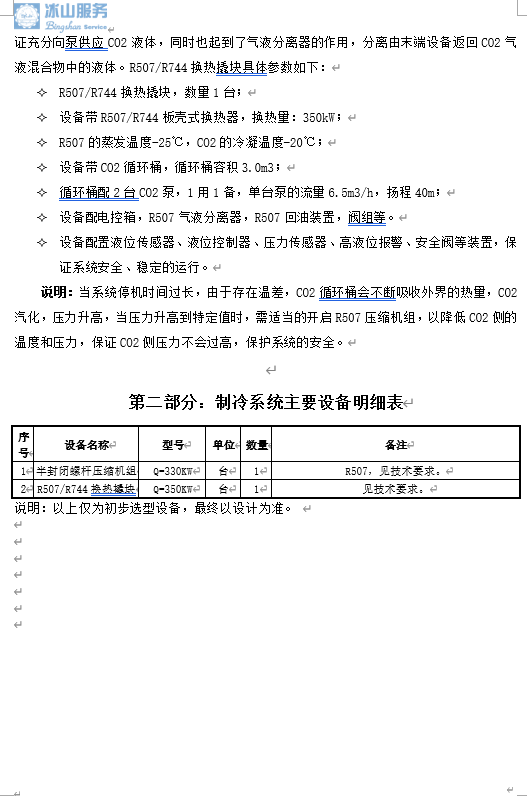 冰山服务
Bingshan Service
证充分向泵供应 CO2 液体，同时也起到了气液分离器的作用，分离由末端设备返回 CO2 气
液混合物中的液体。R507/R744 换热撬块具体参数如下：
✧ R507/R744 换热撬块，数量 1 台；
✧ 设备带 R507/R744 板壳式换热器，换热量：350kW；
✧ R507 的蒸发温度-25℃，CO2 的冷凝温度-20℃；
✧ 设备带 CO2 循环桶，循环桶容积 3.0m3；
✧ 循环桶配 2 台 CO2 泵，1 用 1 备，单台泵的流量 6.5m3/h，扬程 40m；
✧ 设备配电控箱，R507 气液分离器，R507 回油装置，阀组等。
✧ 设备配置液位传感器、液位控制器、压力传感器、高液位报警、安全阀等装置，保
证系统安全、稳定的运行。
说明：当系统停机时间过长，由于存在温差，CO2 循环桶会不断吸收外界的热量，CO2
汽化，压力升高，当压力升高到特定值时，需适当的开启 R507 压缩机组，以降低 CO2 侧的
温度和压力，保证 CO2 侧压力不会过高，保护系统的安全。
第二部分：制冷系统主要设备明细表
序号 设备名称 型号 单位 数量 备注
1 半封闭螺杆压缩机组 Q=330KW 台 1 R507，见技术要求。
2 R507/R744 换热撬块 Q=350KW 台 1 见技术要求。
说明：以上仅为初步选型设备，最终以设计为准。